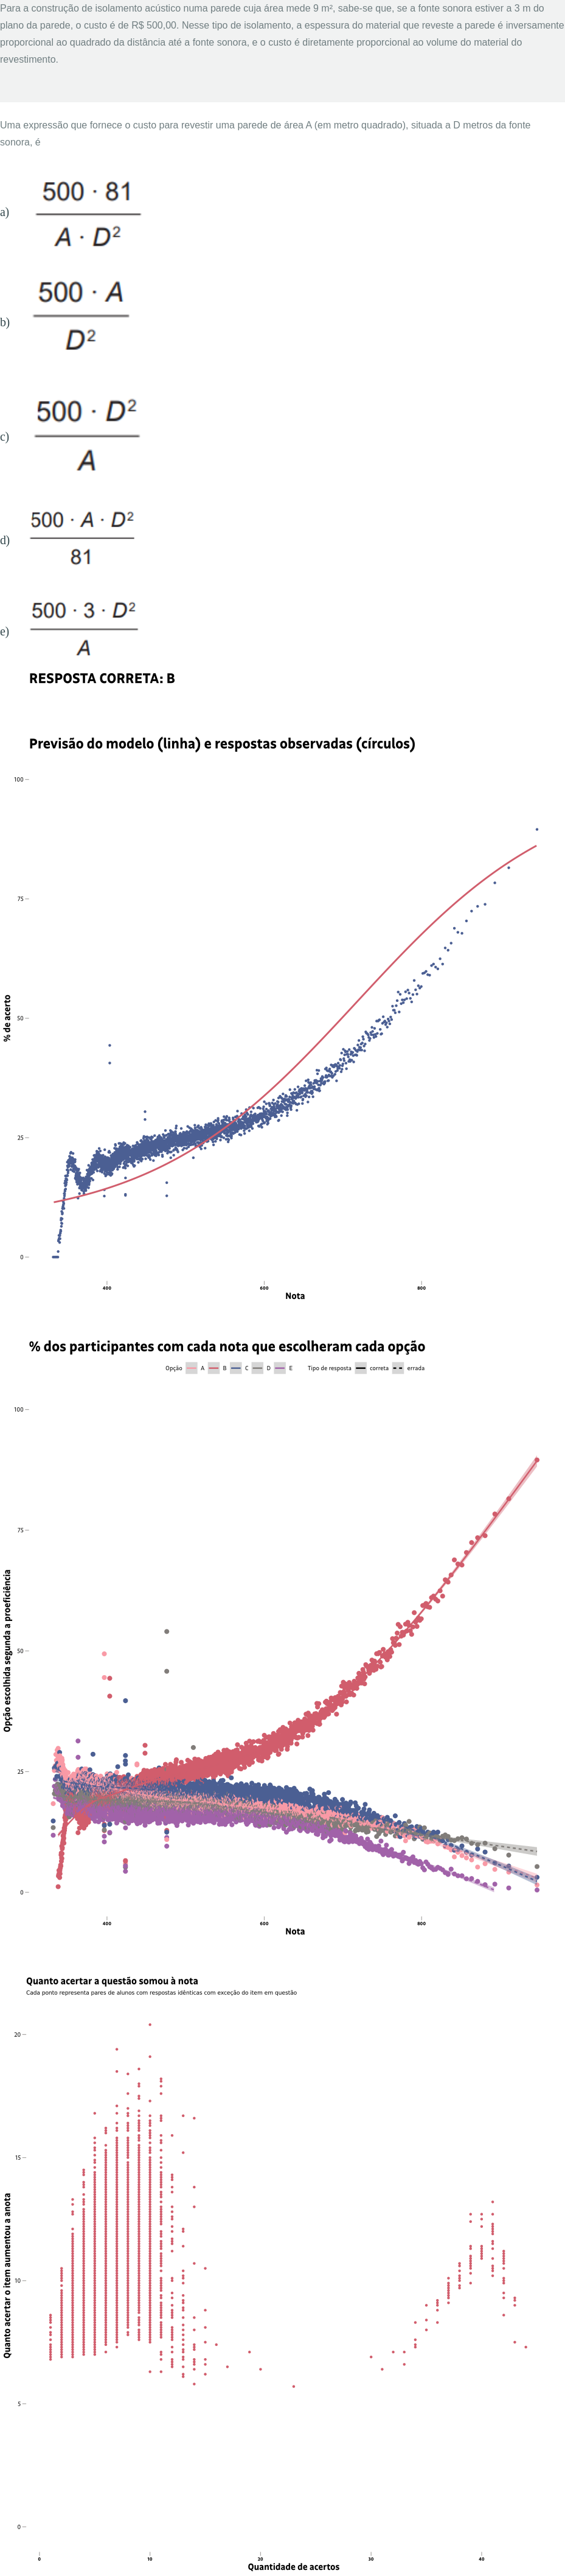 Para a construção de isolamento acústico numa parede cuja área mede 9 m², sabe-se que, se a fonte sonora estiver a 3 m do
plano da parede, o custo é de R$ 500,00. Nesse tipo de isolamento, a espessura do material que reveste a parede é inversamente
proporcional ao quadrado da distância até a fonte sonora, e o custo é diretamente proporcional ao volume do material do
revestimento.
Uma expressão que fornece o custo para revestir uma parede de área A (em metro quadrado), situada a D metros da fonte
sonora, é
500 · 81
a)
A · D²
500 · A
b)
D²
500 · D²
c)
A
500 · A · D²
d)
81
500 · 3 · D²
e)
A
RESPOSTA CORRETA: B
Previsão do modelo (linha) e respostas observadas (círculos)
100
75
50
25
0
% de acerto
400 600 800
Nota
% dos participantes com cada nota que escolheram cada opção
Opção A B C D E Tipo de resposta correta errada
100
75
50
25
0
Opção escolhida segunda a proeficiência
400 600 800
Nota
Quanto acertar a questão somou à nota
Cada ponto representa pares de alunos com respostas idênticas com exceção do item em questão
20
15
10
5
0
Quanto acertar o item aumentou a anota
0 10 20 30 40
Quantidade de acertos